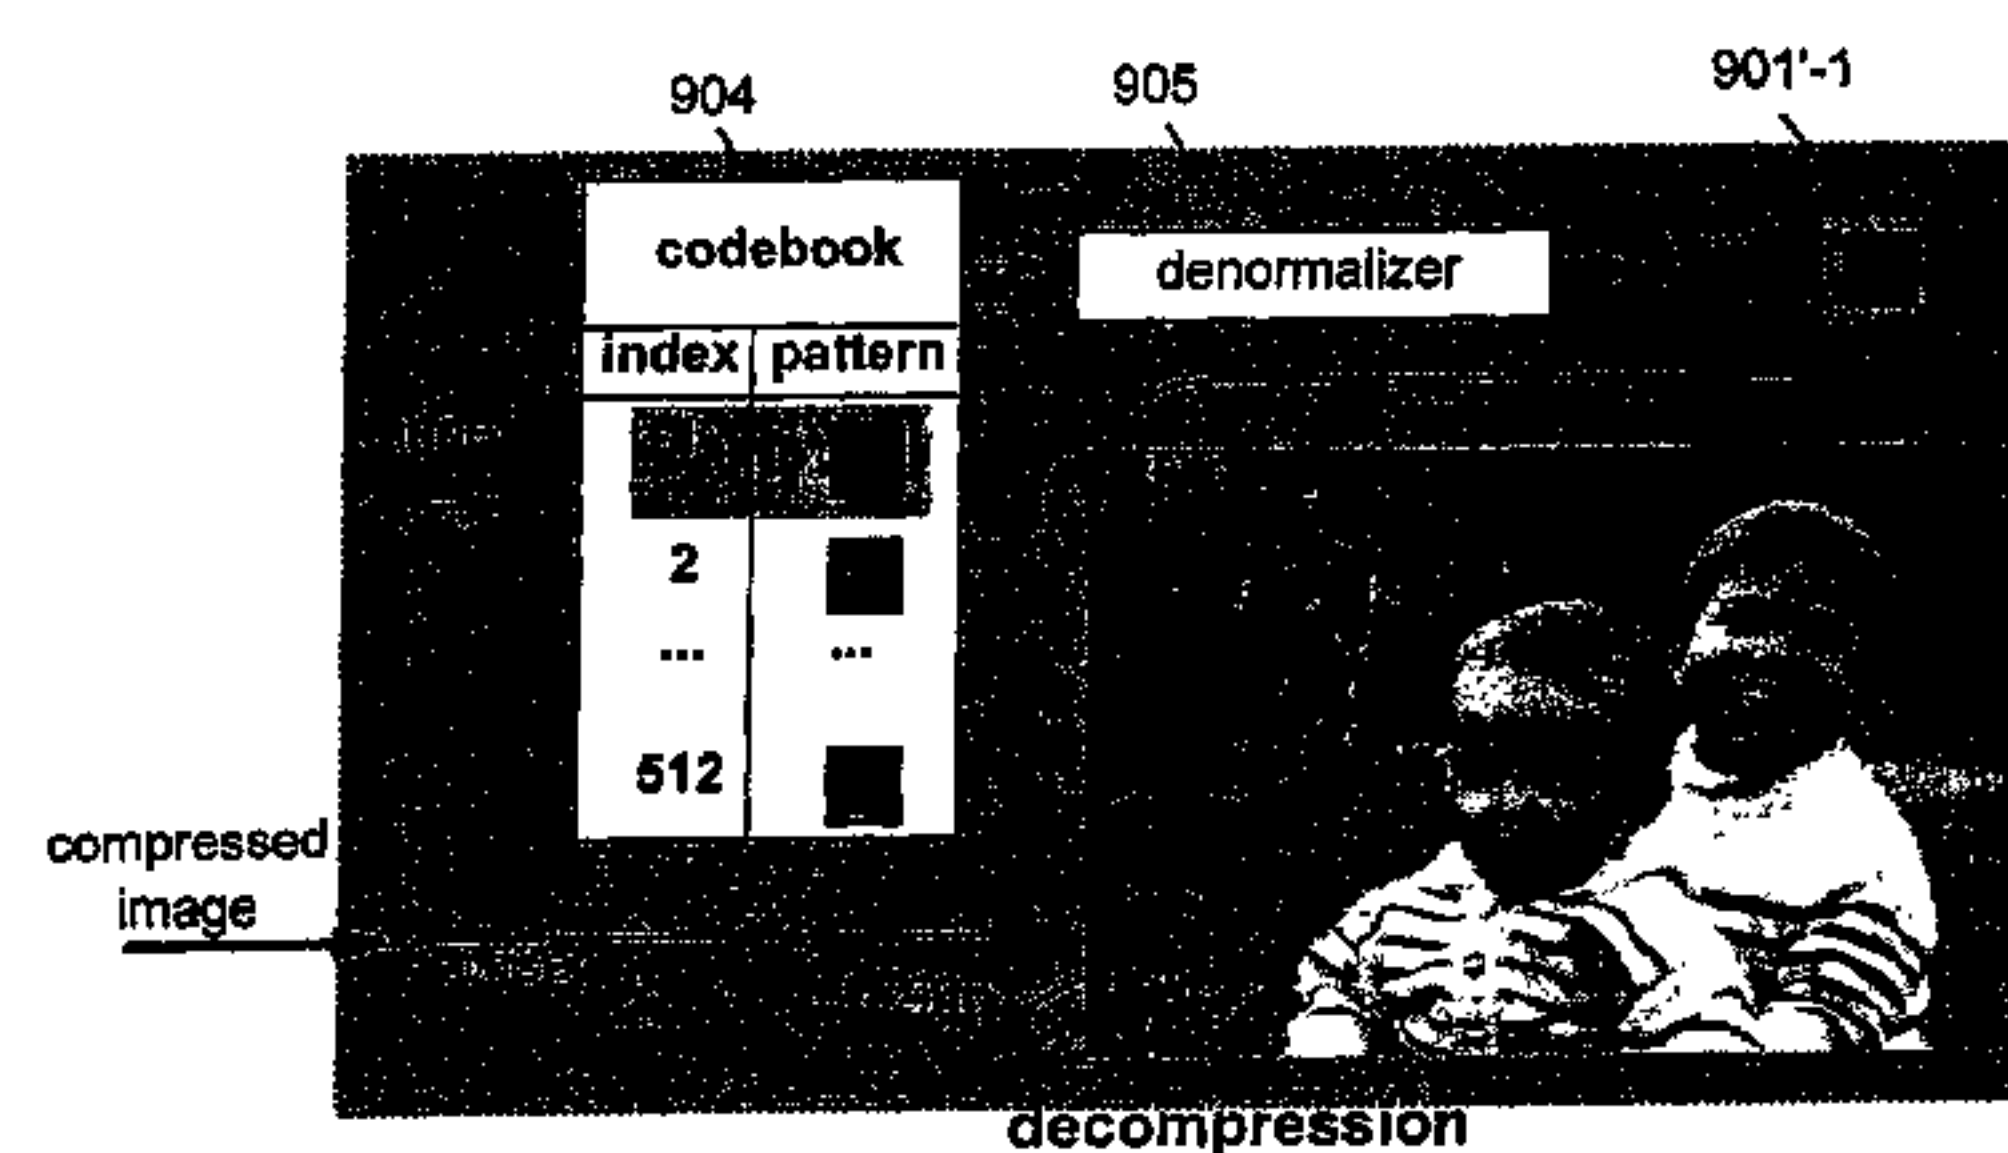 904
905
901'-1
codebook
denormalizer
index pattern
2
... ...
512
compressed
image
decompression